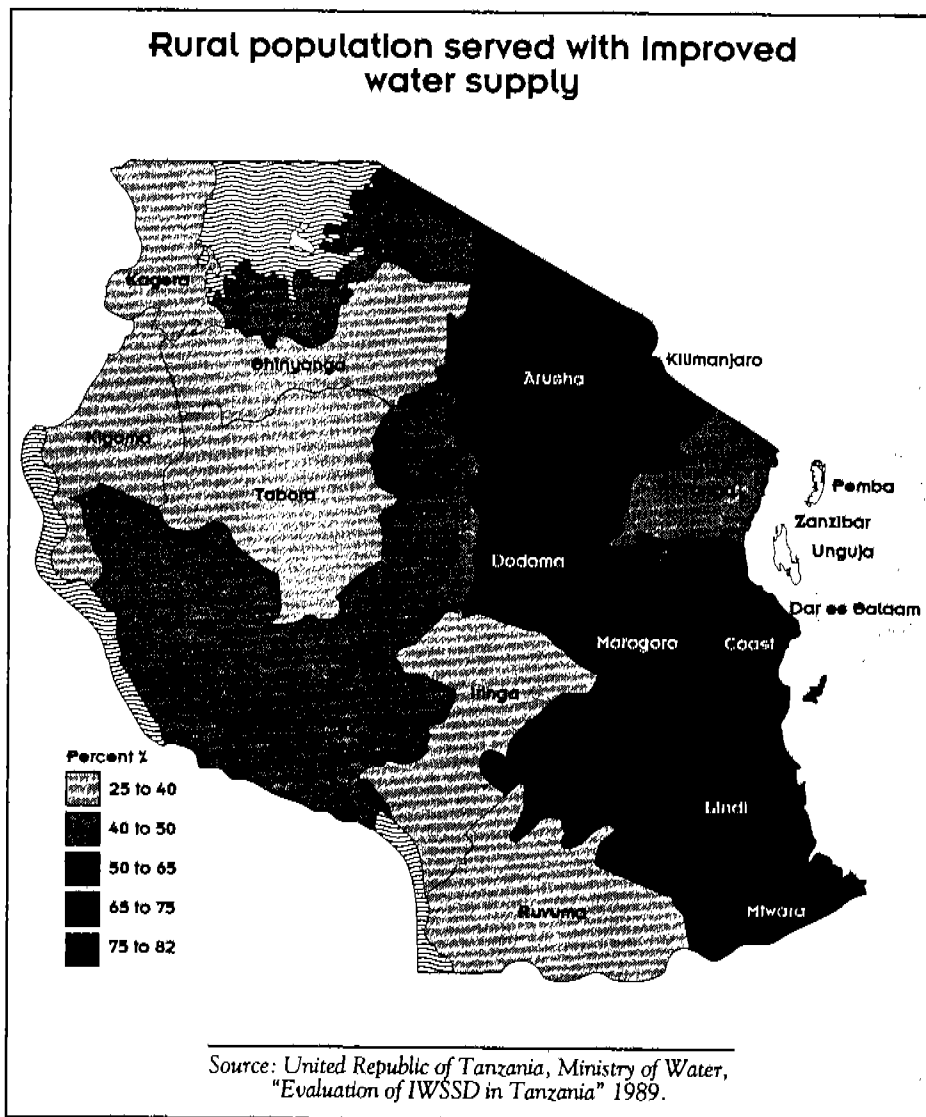 Rural population served with improved
water supply
Kagera
Shinyanga
Kilimanjaro
Arusha
Kigoma
Tabora
Pemba
Zanzibar
Unguja
Dodoma
Dar es Salaam
Morogoro
Coast
Iringa
Percent %
25 to 40
40 to 50
Lindi
50 to 65
65 to 75
Ruvuma
Mtwara
75 to 82
Source: United Republic of Tanzania, Ministry of Water,
"Evaluation of IWSSD in Tanzania" 1989.